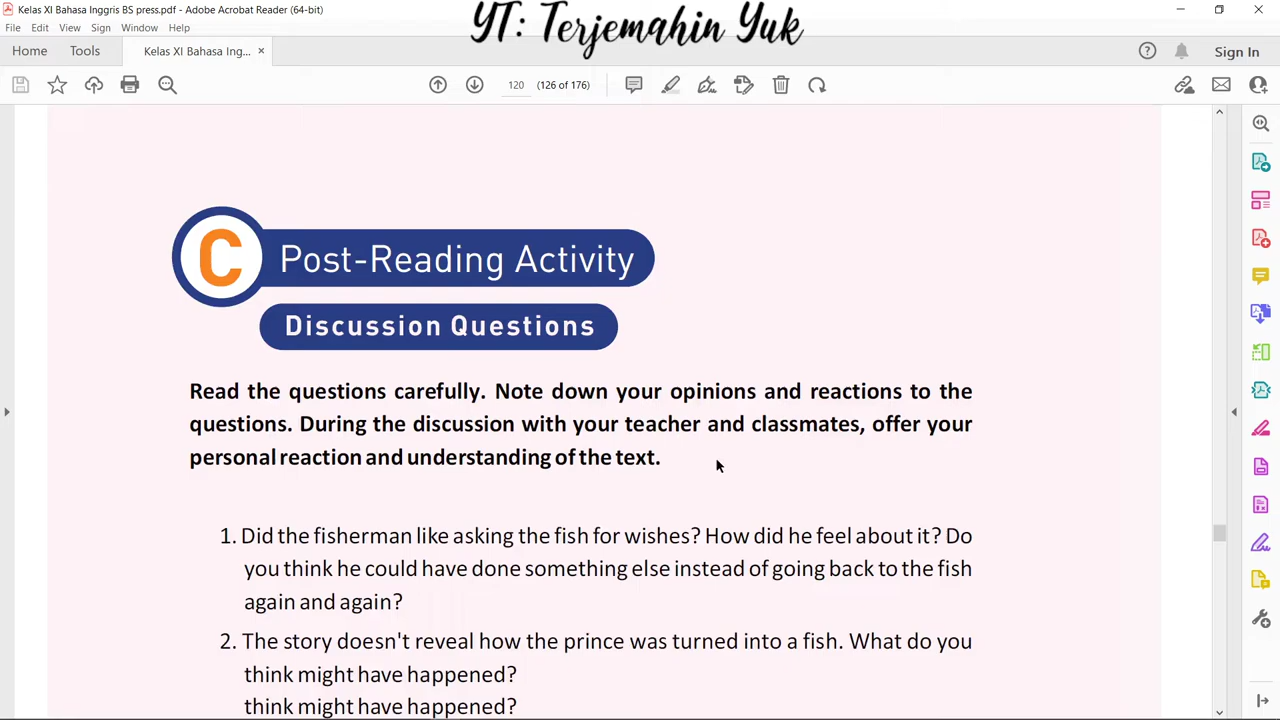 Kelas XI Bahasa Inggris BS press.pdf - Adobe Acrobat Reader (64-bit)
YT: Terjemahin Yuk
File Edit View Sign Window Help
Home Tools Kelas XI Bahasa Ing... × Sign In
120 (126 of 176)
C Post-Reading Activity
Discussion Questions
Read the questions carefully. Note down your opinions and reactions to the
questions. During the discussion with your teacher and classmates, offer your
personal reaction and understanding of the text.
1. Did the fisherman like asking the fish for wishes? How did he feel about it? Do
you think he could have done something else instead of going back to the fish
again and again?
2. The story doesn't reveal how the prince was turned into a fish. What do you
think might have happened?
think might have happened?